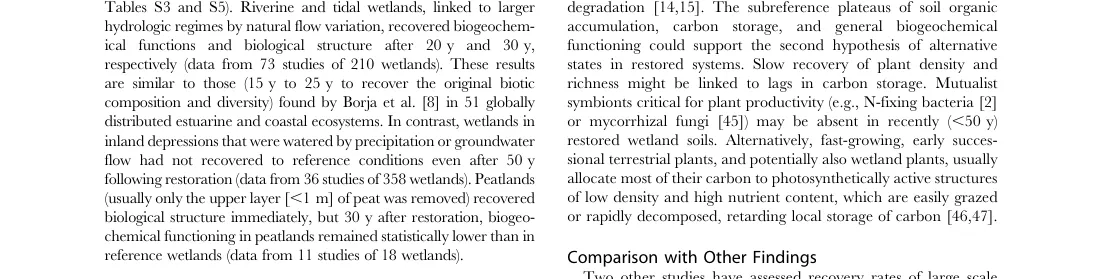 Tables S3 and S5). Riverine and tidal wetlands, linked to larger
hydrologic regimes by natural flow variation, recovered biogeochem-
ical functions and biological structure after 20 y and 30 y,
respectively (data from 73 studies of 210 wetlands). These results
are similar to those (15 y to 25 y to recover the original biotic
composition and diversity) found by Borja et al. [8] in 51 globally
distributed estuarine and coastal ecosystems. In contrast, wetlands in
inland depressions that were watered by precipitation or groundwater
flow had not recovered to reference conditions even after 50 y
following restoration (data from 36 studies of 358 wetlands). Peatlands
(usually only the upper layer [<1 m] of peat was removed) recovered
biological structure immediately, but 30 y after restoration, biogeo-
chemical functioning in peatlands remained statistically lower than in
reference wetlands (data from 11 studies of 18 wetlands).
degradation [14,15]. The subreference plateaus of soil organic
accumulation, carbon storage, and general biogeochemical
functioning could support the second hypothesis of alternative
states in restored systems. Slow recovery of plant density and
richness might be linked to lags in carbon storage. Mutualist
symbionts critical for plant productivity (e.g., N-fixing bacteria [2]
or mycorrhizal fungi [45]) may be absent in recently (<50 y)
restored wetland soils. Alternatively, fast-growing, early succes-
sional terrestrial plants, and potentially also wetland plants, usually
allocate most of their carbon to photosynthetically active structures
of low density and high nutrient content, which are easily grazed
or rapidly decomposed, retarding local storage of carbon [46,47].
Comparison with Other Findings
Two other studies have assessed recovery rates of large scale